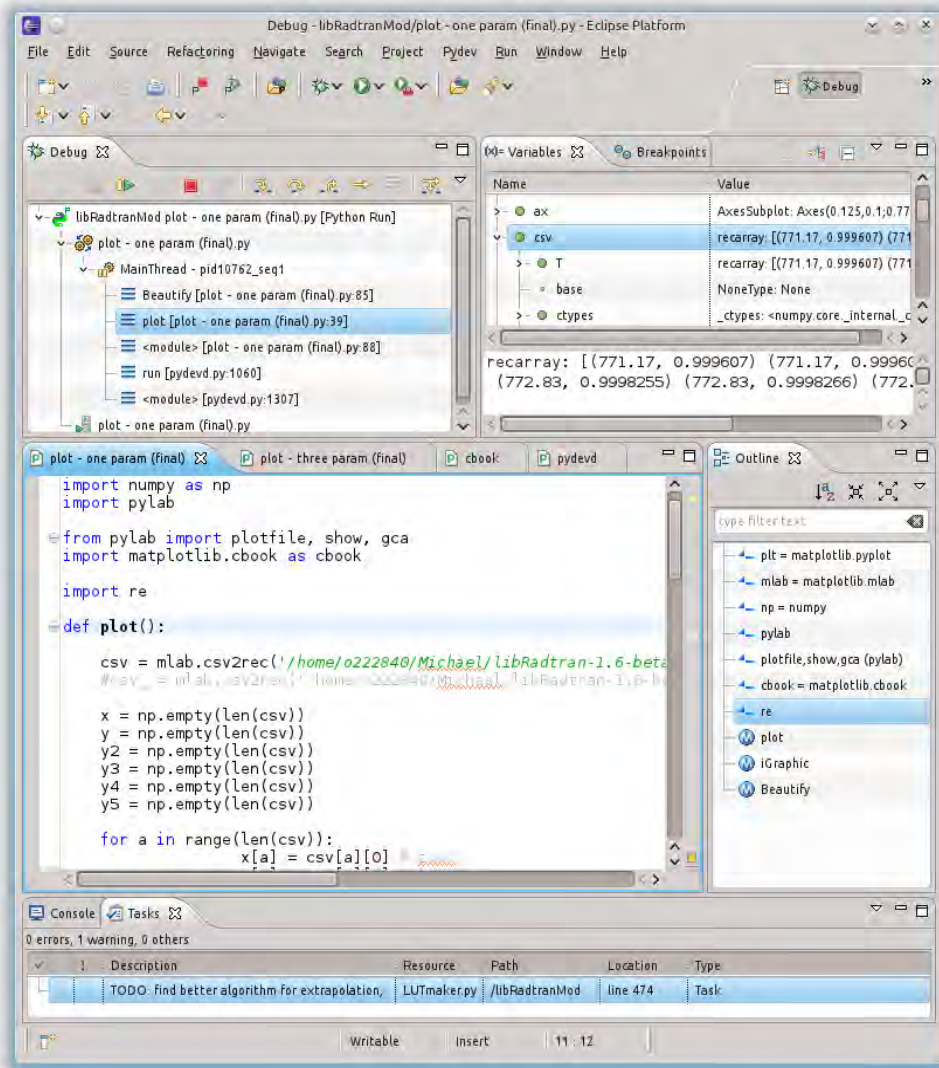 Debug - libRadtranMod/plot - one param (final).py - Eclipse Platform
File Edit Source Refactoring Navigate Search Project Pydev Run Window Help
Debug
Debug
libRadtranMod plot - one param (final).py [Python Run]
plot - one param (final).py
MainThread - pid10762_seq1
Beautify [plot - one param (final).py:85]
plot [plot - one param (final).py:39]
<module> [plot - one param (final).py:88]
run [pydevd.py:1060]
<module> [pydevd.py:1307]
plot - one param (final).py
(x)= Variables Breakpoints
Name Value
ax AxesSubplot: Axes(0.125,0.1;0.77
csv recarray: [(771.17, 0.999607) (771
T recarray: [(771.17, 0.999607) (771
base NoneType: None
ctypes _ctypes: <numpy.core._internal._c
recarray: [(771.17, 0.999607) (771.17, 0.99960
(772.83, 0.9998255) (772.83, 0.9998266) (772.
plot - one param (final) plot - three param (final) cbook pydevd
import numpy as np
import pylab
from pylab import plotfile, show, gca
import matplotlib.cbook as cbook
import re
def plot():
csv = mlab.csv2rec('/home/o222840/Michael/libRadtran-1.6-beta
x = np.empty(len(csv))
y = np.empty(len(csv))
y2 = np.empty(len(csv))
y3 = np.empty(len(csv))
y4 = np.empty(len(csv))
y5 = np.empty(len(csv))
for a in range(len(csv)):
x[a] = csv[a][0]
Outline
type filter text
plt = matplotlib.pyplot
mlab = matplotlib.mlab
np = numpy
pylab
plotfile,show,gca (pylab)
cbook = matplotlib.cbook
re
plot
iGraphic
Beautify
Console Tasks
0 errors, 1 warning, 0 others
! Description Resource Path Location Type
TODO: find better algorithm for extrapolation, LUTmaker.py /libRadtranMod line 474 Task
Writable Insert 11 : 12